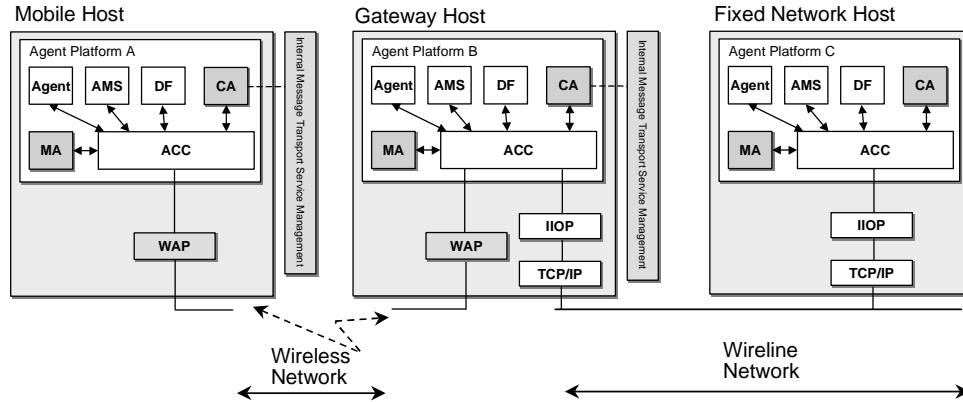 Mobile Host
Gateway Host
Fixed Network Host
Agent Platform A
Agent AMS DF CA
MA ACC
WAP
Internal Message Transport Service Management
Agent Platform B
Agent AMS DF CA
MA ACC
WAP
IIOP
TCP/IP
Internal Message Transport Service Management
Agent Platform C
Agent AMS DF CA
MA ACC
IIOP
TCP/IP
Wireless
Network
Wireline
Network